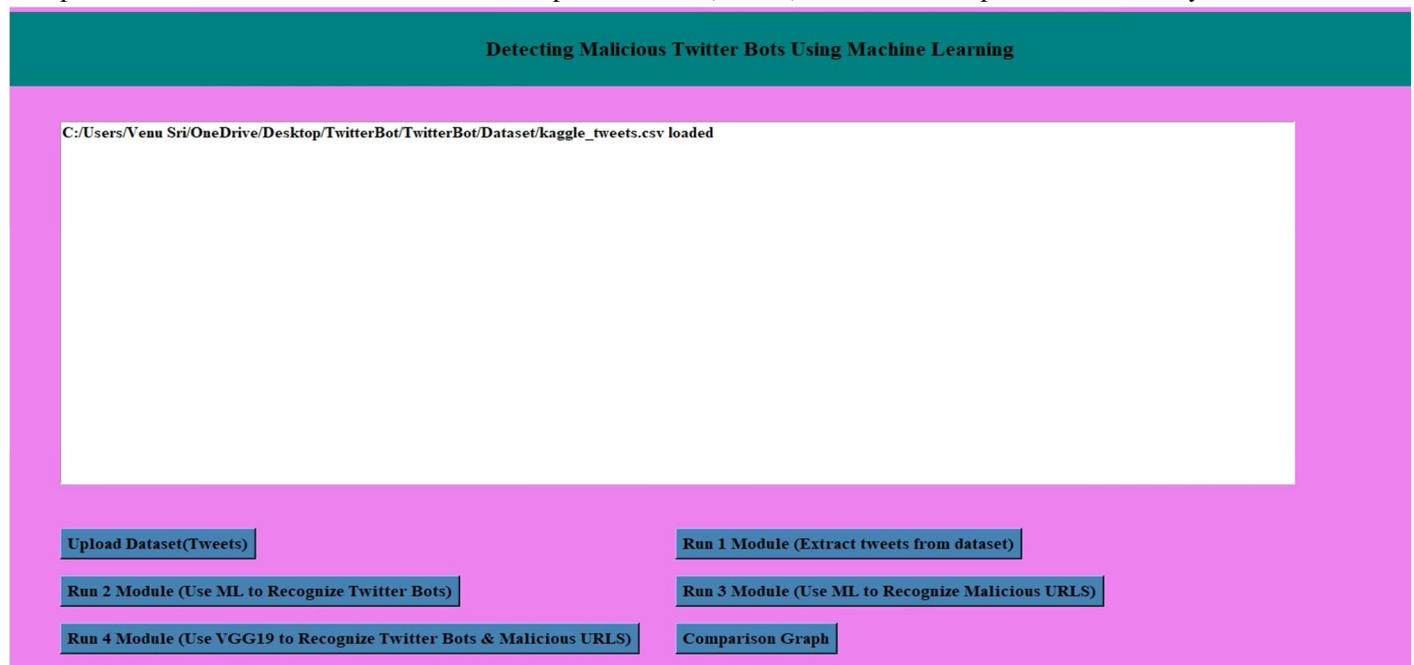 Detecting Malicious Twitter Bots Using Machine Learning
C:/Users/Venu Sri/OneDrive/Desktop/TwitterBot/TwitterBot/Dataset/kaggle_tweets.csv loaded
Upload Dataset(Tweets)
Run 1 Module (Extract tweets from dataset)
Run 2 Module (Use ML to Recognize Twitter Bots)
Run 3 Module (Use ML to Recognize Malicious URLS)
Run 4 Module (Use VGG19 to Recognize Twitter Bots & Malicious URLS)
Comparison Graph